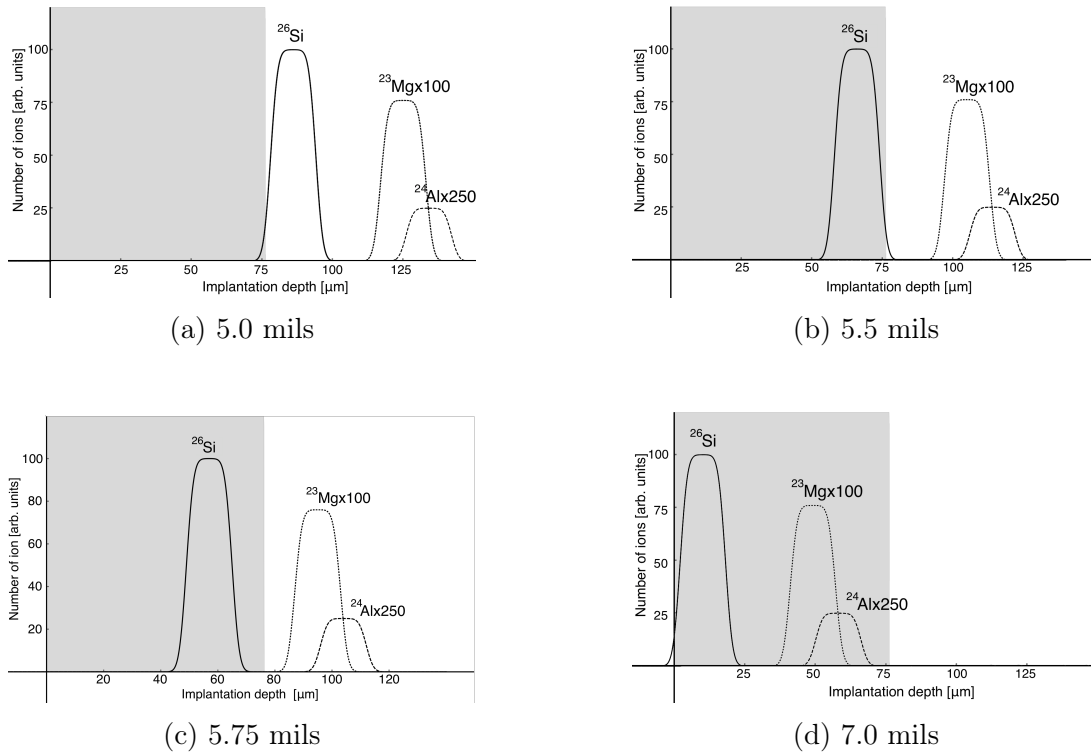 Number of ions [arb. units]
100
75
50
25
²⁶Si
²³Mgx100
²⁴Alx250
25 50 75 100 125
Implantation depth [μm]
(a) 5.0 mils
Number of ions [arb. units]
100
75
50
25
²⁶Si
²³Mgx100
²⁴Alx250
25 50 75 100 125
Implantation depth [μm]
(b) 5.5 mils
Number of ion [arb. units]
100
80
60
40
20
²⁶Si
²³Mgx100
²⁴Alx250
20 40 60 80 100 120
Implantation depth [μm]
(c) 5.75 mils
Number of ions [arb. units]
100
75
50
25
²⁶Si
²³Mgx100
²⁴Alx250
25 50 75 100 125
Implantation depth [μm]
(d) 7.0 mils